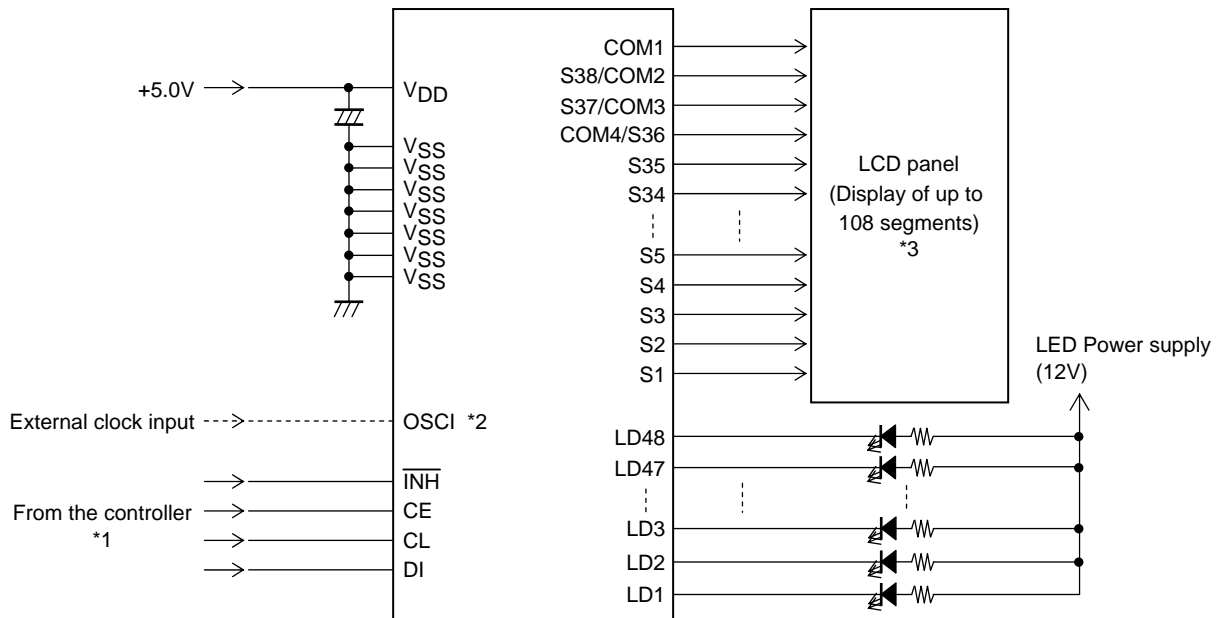 +5.0V
VDD
VSS
VSS
VSS
VSS
VSS
VSS
VSS
External clock input
OSCI *2
From the controller
*1
INH
CE
CL
DI
COM1
S38/COM2
S37/COM3
COM4/S36
S35
S34
S5
S4
S3
S2
S1
LD48
LD47
LD3
LD2
LD1
LCD panel
(Display of up to
108 segments)
*3
LED Power supply
(12V)